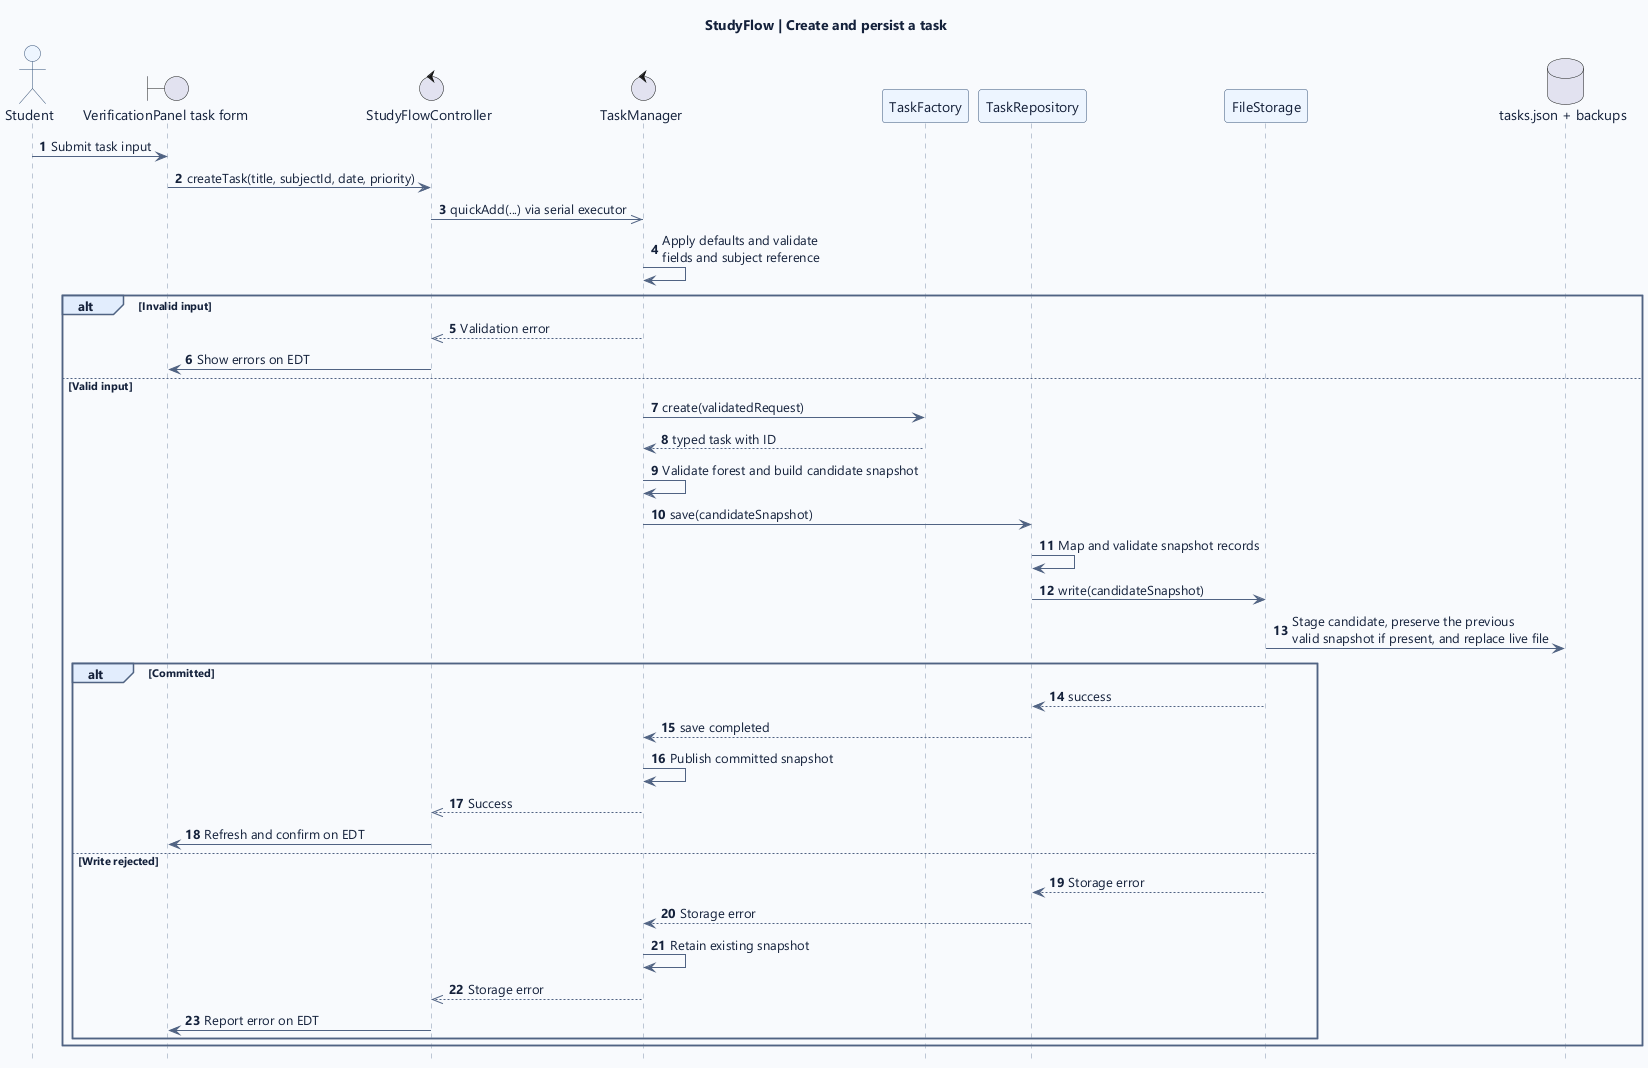 StudyFlow | Create and persist a task
Student
VerificationPanel task form
StudyFlowController
TaskManager
TaskFactory
TaskRepository
FileStorage
tasks.json + backups
1 Submit task input
2 createTask(title, subjectId, date, priority)
3 quickAdd(...) via serial executor
4 Apply defaults and validate
fields and subject reference
alt [Invalid input]
5 Validation error
6 Show errors on EDT
[Valid input]
7 create(validatedRequest)
8 typed task with ID
9 Validate forest and build candidate snapshot
10 save(candidateSnapshot)
11 Map and validate snapshot records
12 write(candidateSnapshot)
13 Stage candidate, preserve the previous
valid snapshot if present, and replace live file
alt [Committed]
14 success
15 save completed
16 Publish committed snapshot
17 Success
18 Refresh and confirm on EDT
[Write rejected]
19 Storage error
20 Storage error
21 Retain existing snapshot
22 Storage error
23 Report error on EDT